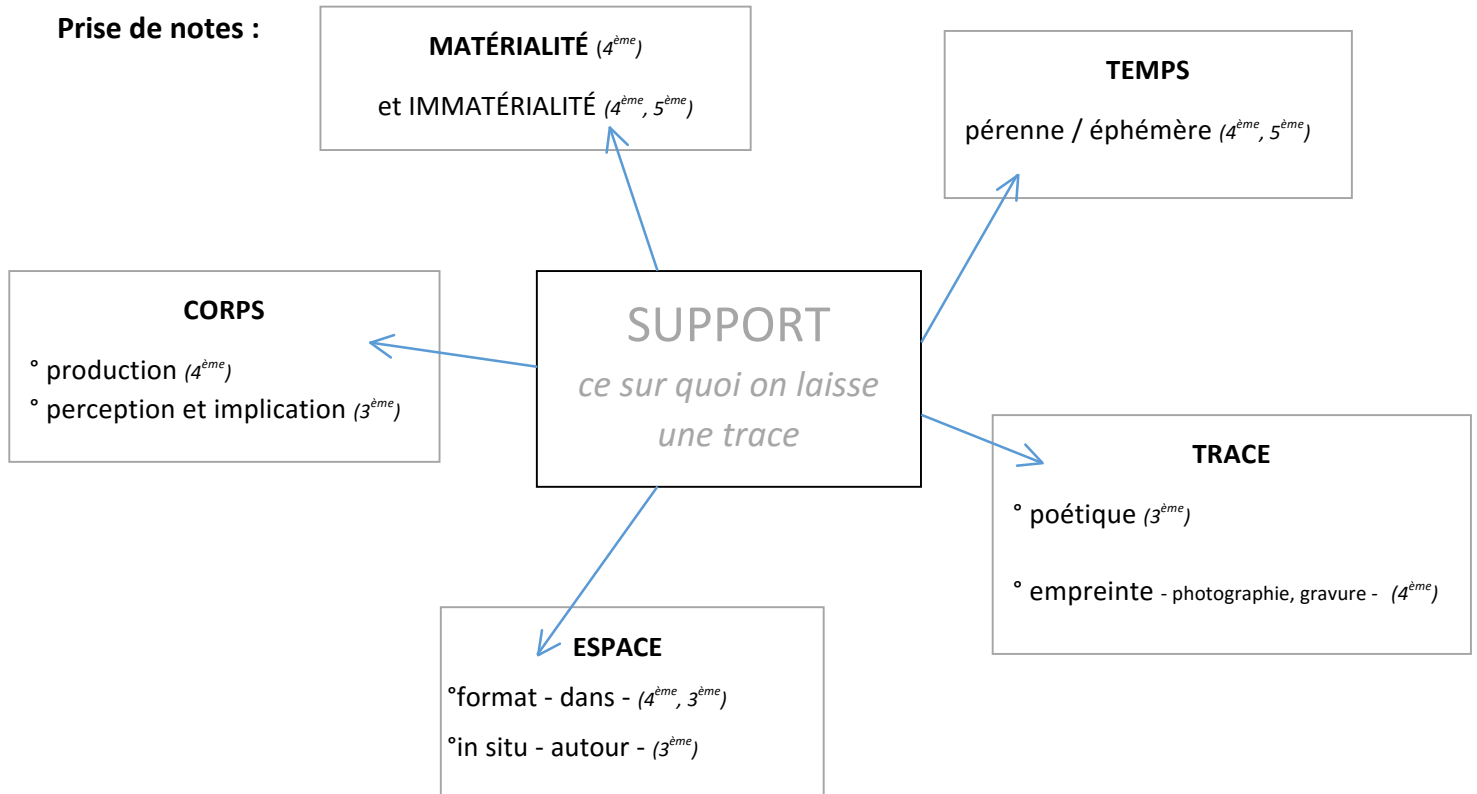 Prise de notes :
MATÉRIALITÉ (4ème)
et IMMATÉRIALITÉ (4ème, 5ème)
TEMPS
pérenne / éphémère (4ème, 5ème)
CORPS
° production (4ème)
° perception et implication (3ème)
SUPPORT
ce sur quoi on laisse
une trace
TRACE
° poétique (3ème)
° empreinte - photographie, gravure - (4ème)
ESPACE
°format - dans - (4ème, 3ème)
°in situ - autour - (3ème)